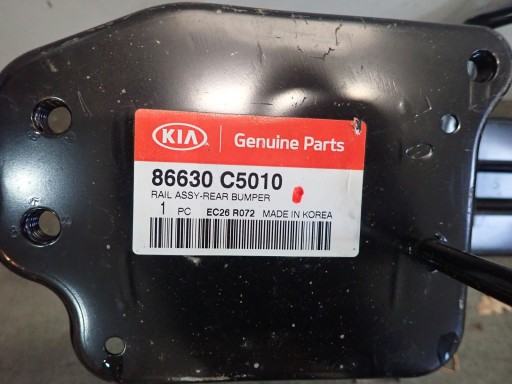 KIA Genuine Parts
86630 C5010
RAIL ASSY-REAR BUMPER
1 PC EC26 R072 MADE IN KOREA